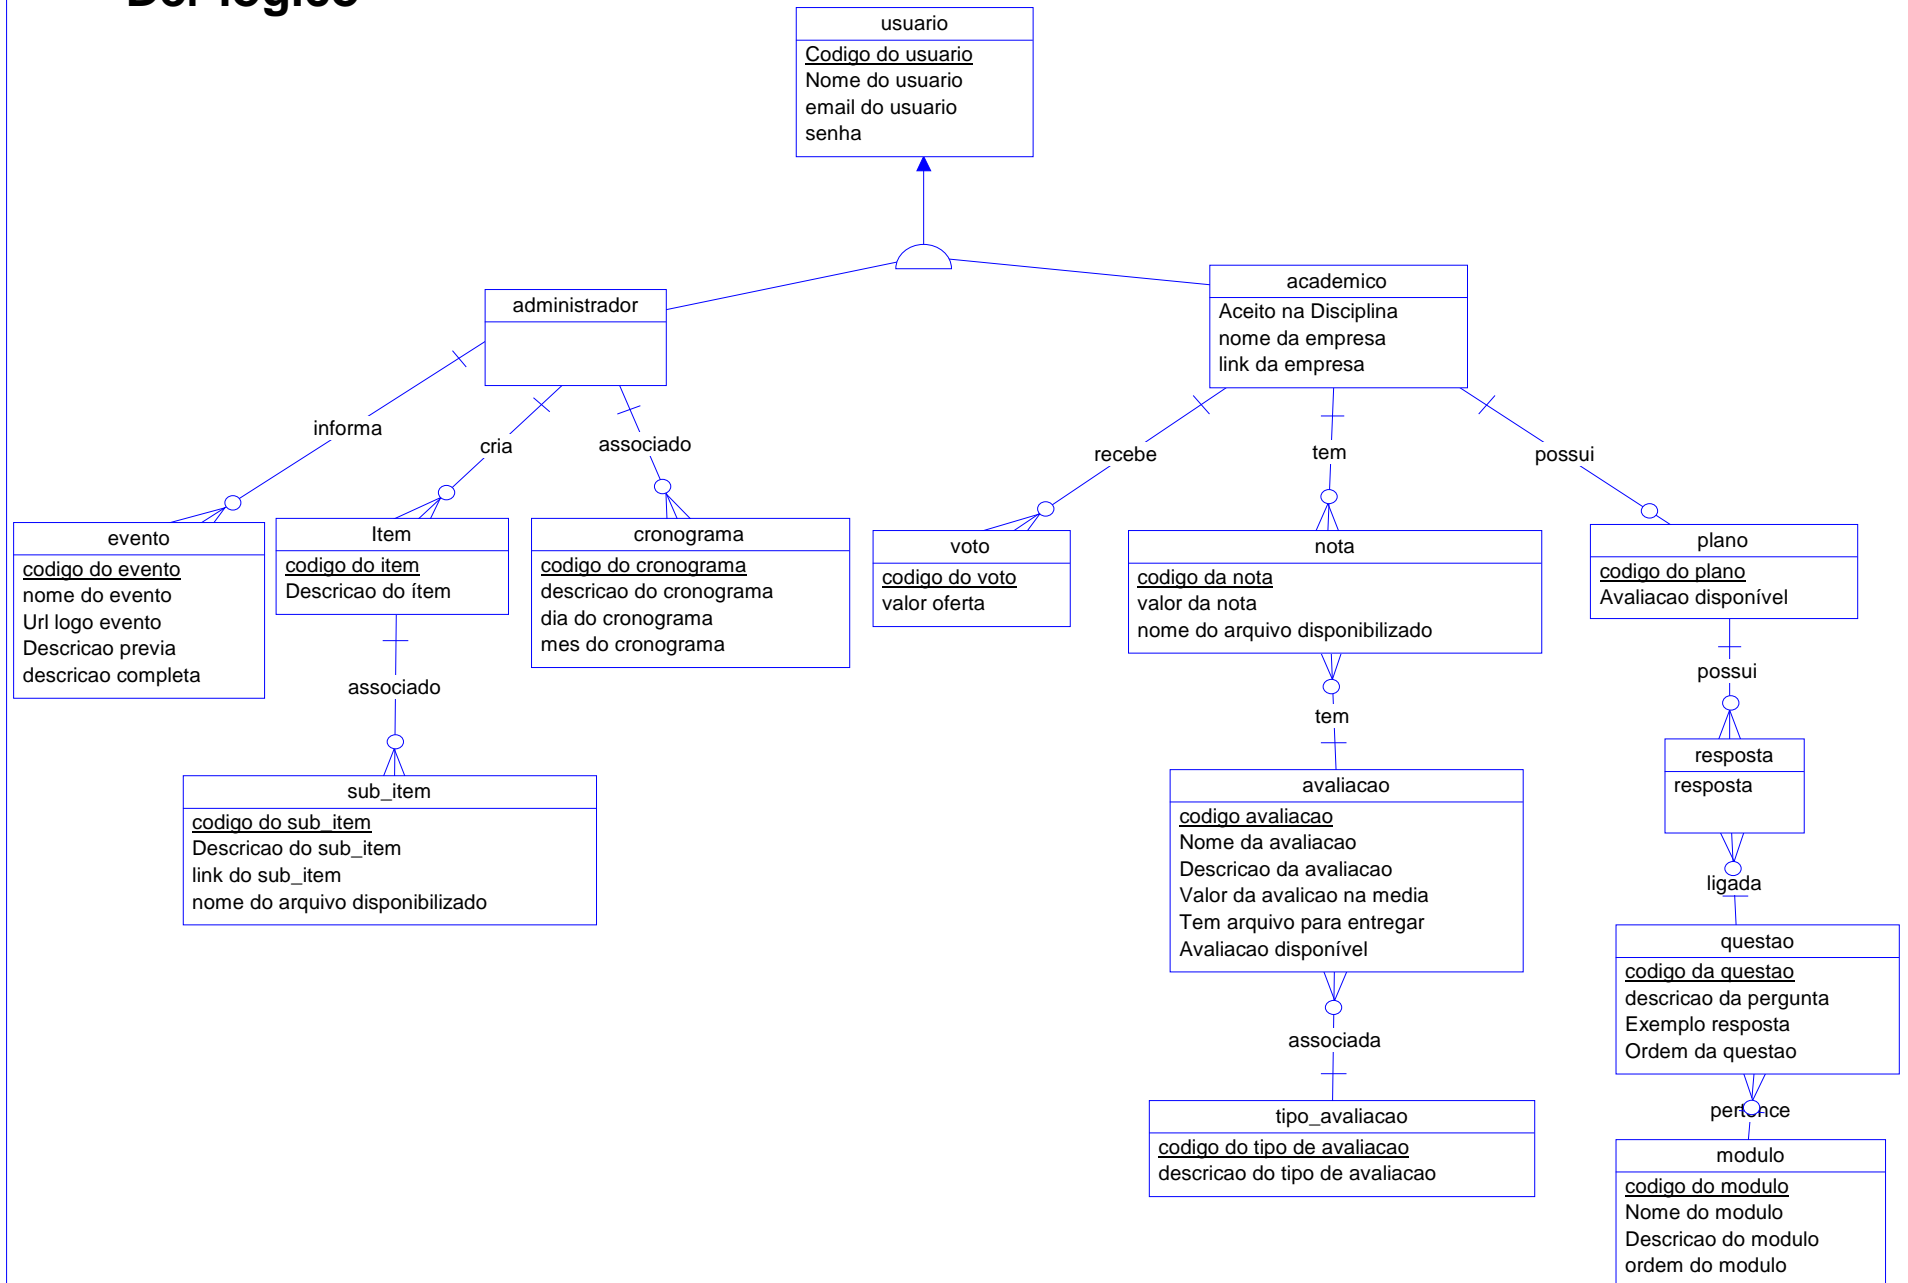 Der lógico
usuario
Codigo do usuario
Nome do usuario
email do usuario
senha
administrador
academico
Aceito na Disciplina
nome da empresa
link da empresa
informa
cria
associado
recebe
tem
possui
evento
codigo do evento
nome do evento
Url logo evento
Descricao previa
descricao completa
Item
codigo do item
Descricao do ítem
cronograma
codigo do cronograma
descricao do cronograma
dia do cronograma
mes do cronograma
voto
codigo do voto
valor oferta
nota
codigo da nota
valor da nota
nome do arquivo disponibilizado
plano
codigo do plano
Avaliacao disponível
associado
tem
possui
sub_item
codigo do sub_item
Descricao do sub_item
link do sub_item
nome do arquivo disponibilizado
avaliacao
codigo avaliacao
Nome da avaliacao
Descricao da avaliacao
Valor da avalicao na media
Tem arquivo para entregar
Avaliacao disponível
resposta
resposta
ligada
questao
codigo da questao
descricao da pergunta
Exemplo resposta
Ordem da questao
associada
pertence
tipo_avaliacao
codigo do tipo de avaliacao
descricao do tipo de avaliacao
modulo
codigo do modulo
Nome do modulo
Descricao do modulo
ordem do modulo